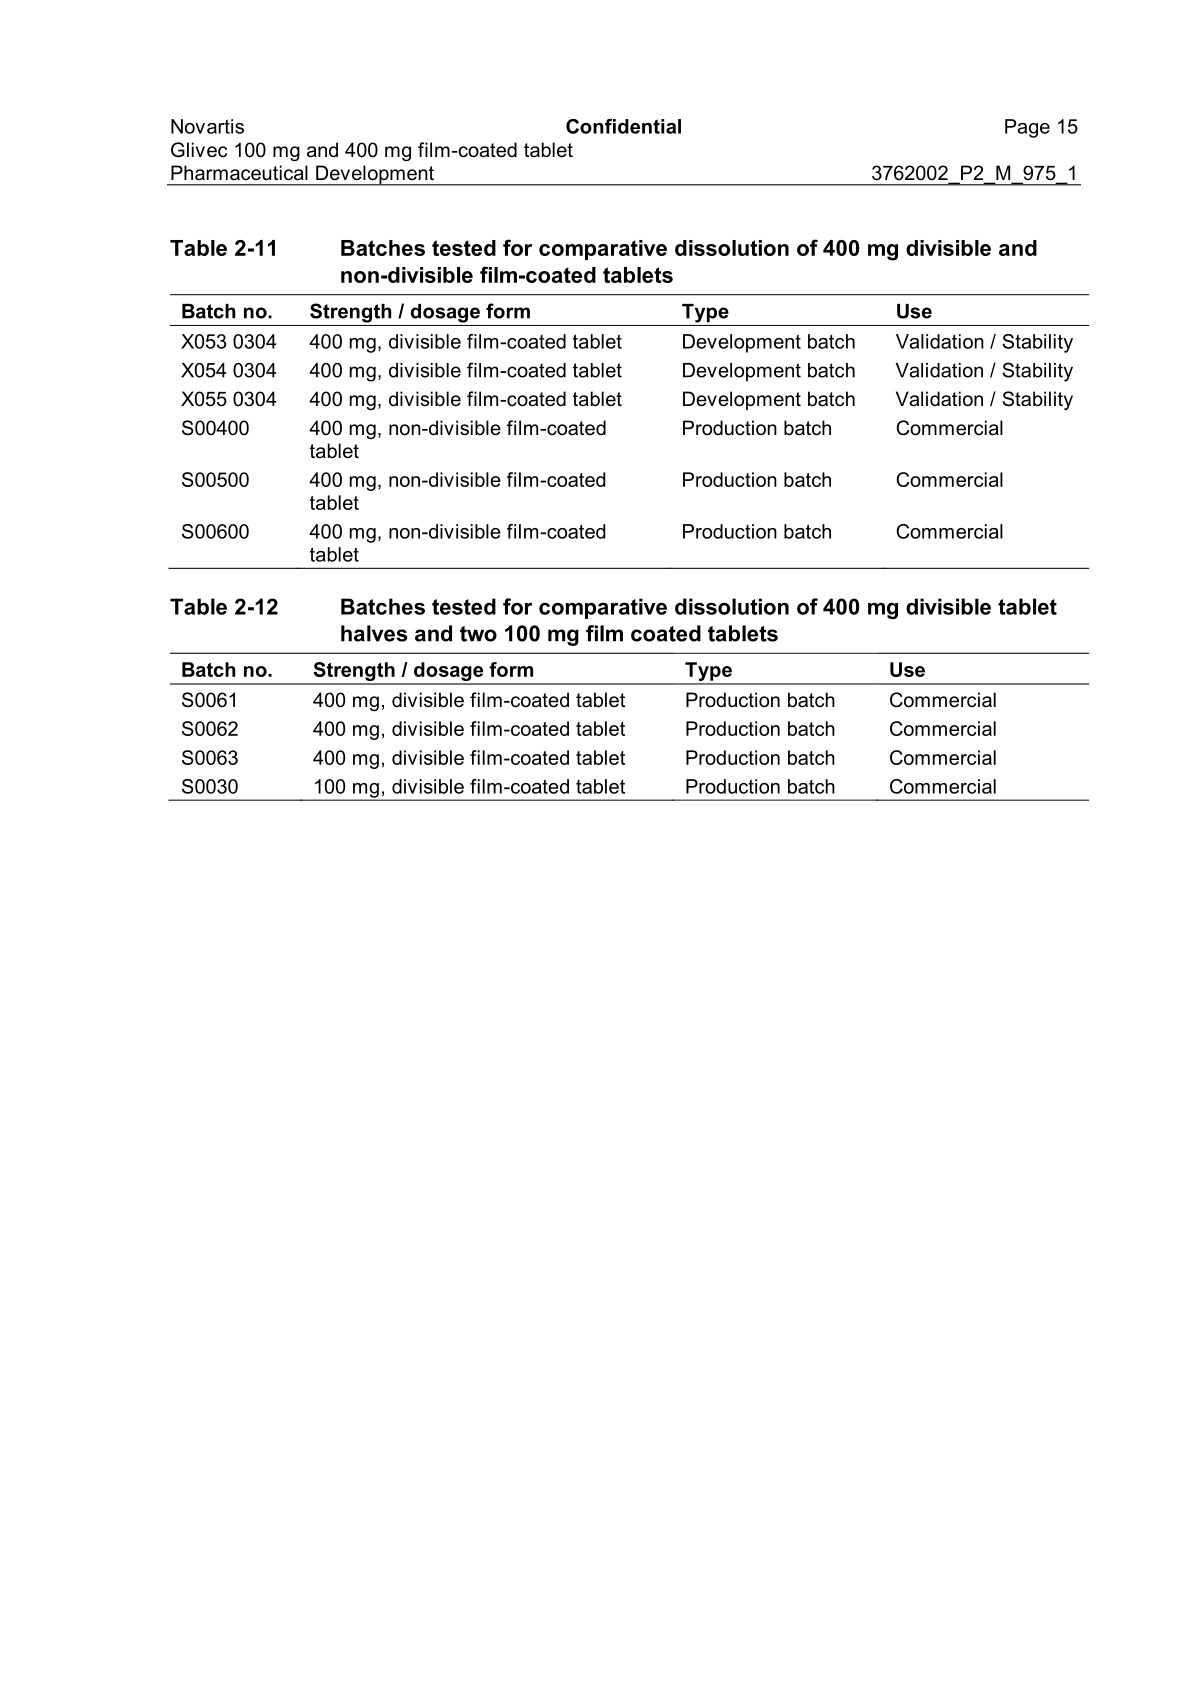 Novartis Confidential Page 15
Glivec 100 mg and 400 mg film-coated tablet
Pharmaceutical Development 3762002_P2_M_975_1
Table 2-11 Batches tested for comparative dissolution of 400 mg divisible and
non-divisible film-coated tablets
Batch no. Strength / dosage form Type Use
X053 0304 400 mg, divisible film-coated tablet Development batch Validation / Stability
X054 0304 400 mg, divisible film-coated tablet Development batch Validation / Stability
X055 0304 400 mg, divisible film-coated tablet Development batch Validation / Stability
S00400 400 mg, non-divisible film-coated Production batch Commercial
tablet
S00500 400 mg, non-divisible film-coated Production batch Commercial
tablet
S00600 400 mg, non-divisible film-coated Production batch Commercial
tablet
Table 2-12 Batches tested for comparative dissolution of 400 mg divisible tablet
halves and two 100 mg film coated tablets
Batch no. Strength / dosage form Type Use
S0061 400 mg, divisible film-coated tablet Production batch Commercial
S0062 400 mg, divisible film-coated tablet Production batch Commercial
S0063 400 mg, divisible film-coated tablet Production batch Commercial
S0030 100 mg, divisible film-coated tablet Production batch Commercial